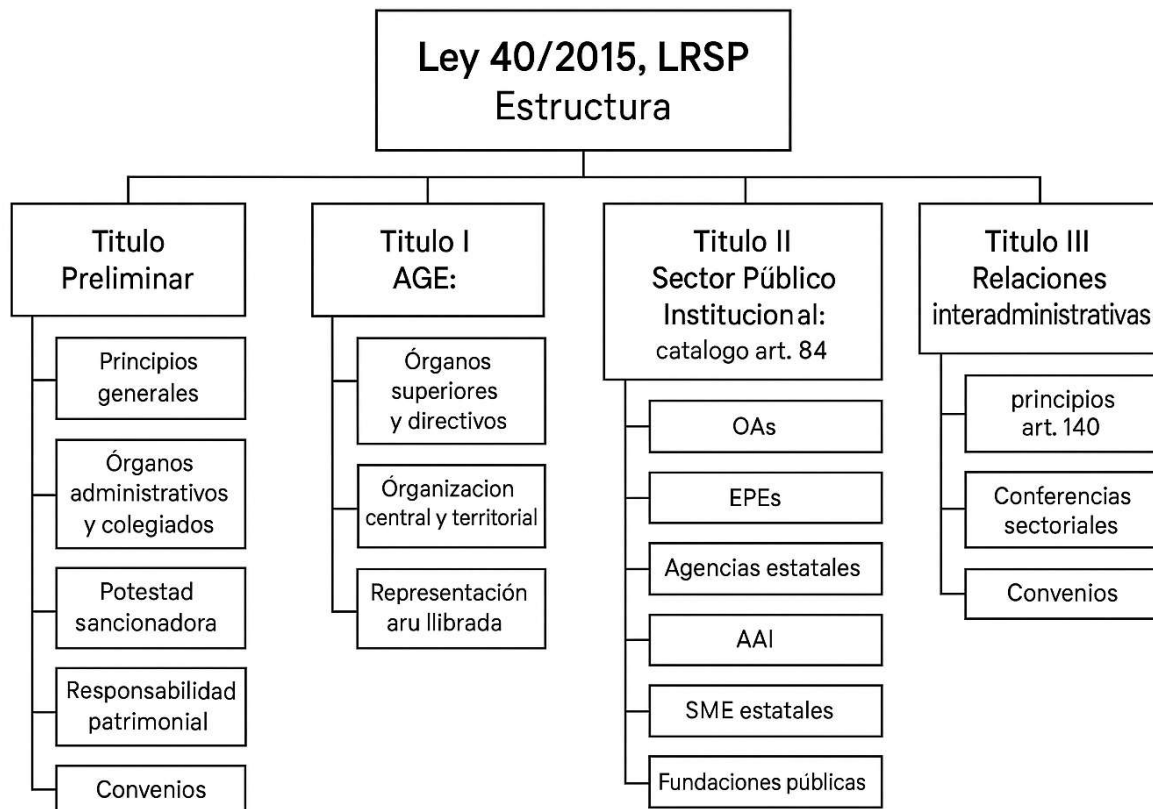 Ley 40/2015, LRSP
Estructura
Titulo
Preliminar
Principios
generales
Órganos
administrativos
y colegiados
Potestad
sancionadora
Responsabilidad
patrimonial
Convenios
Titulo I
AGE:
Órganos
superiores
y directivos
Órganizacion
central y territorial
Representación
aru llibrada
Titulo II
Sector Público
Institucional:
catalogo art. 84
OAs
EPEs
Agencias estatales
AAI
SME estatales
Fundaciones públicas
Titulo III
Relaciones
interadministrativas
principios
art. 140
Conferencias
sectoriales
Convenios